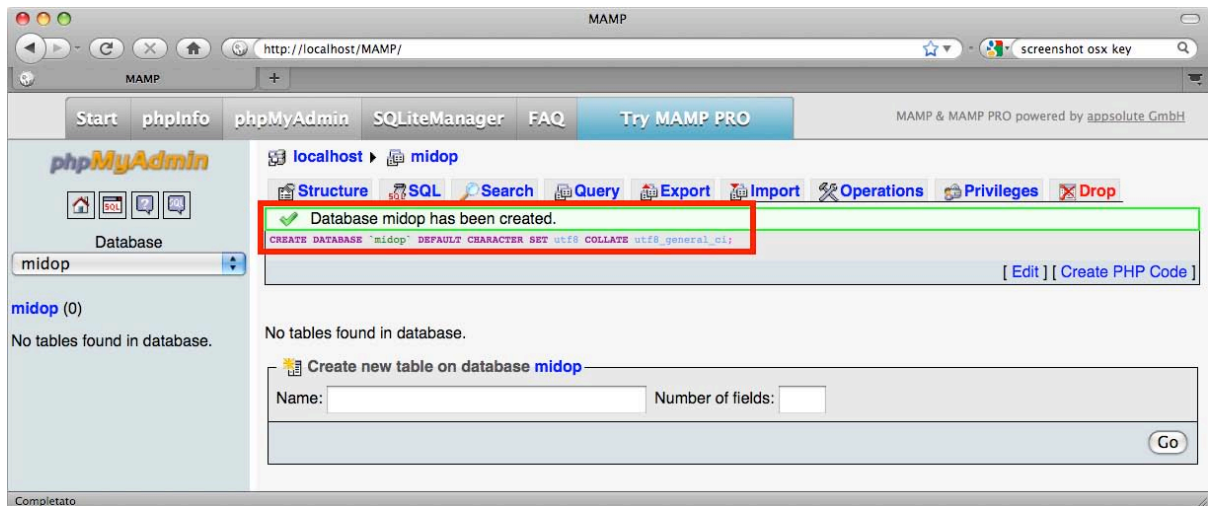 MAMP
http://localhost/MAMP/
screenshot osx key
MAMP
Start phpInfo phpMyAdmin SQLiteManager FAQ Try MAMP PRO
MAMP & MAMP PRO powered by appsolute GmbH
phpMyAdmin
SQL
Database
midop
midop (0)
No tables found in database.
localhost midop
Structure SQL Search Query Export Import Operations Privileges Drop
Database midop has been created.
CREATE DATABASE `midop` DEFAULT CHARACTER SET utf8 COLLATE utf8_general_ci;
[ Edit ] [ Create PHP Code ]
No tables found in database.
Create new table on database midop
Name: Number of fields:
Go
Completato